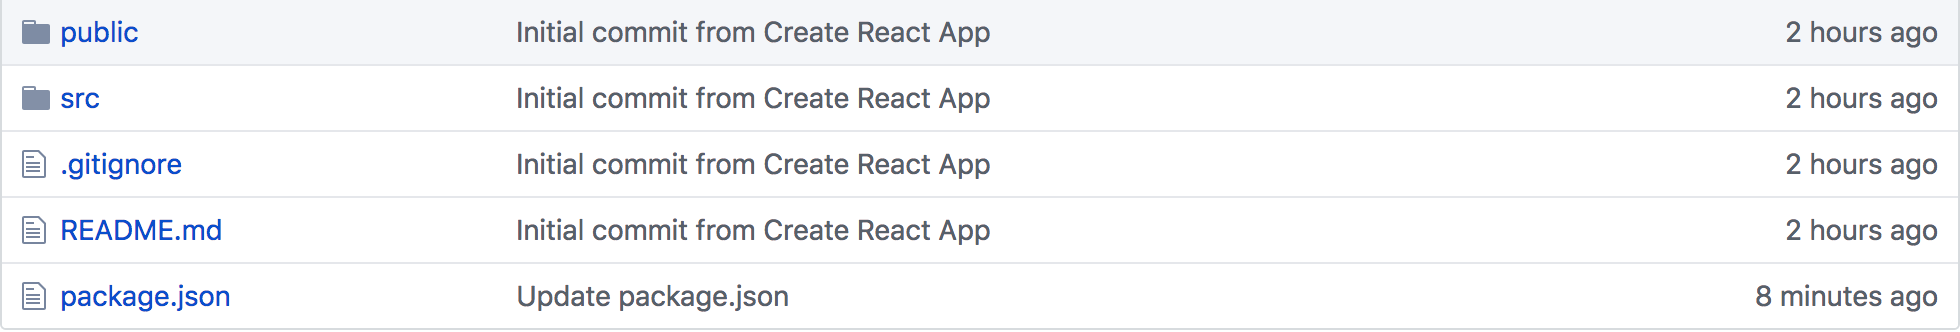 public Initial commit from Create React App 2 hours ago
src Initial commit from Create React App 2 hours ago
.gitignore Initial commit from Create React App 2 hours ago
README.md Initial commit from Create React App 2 hours ago
package.json Update package.json 8 minutes ago